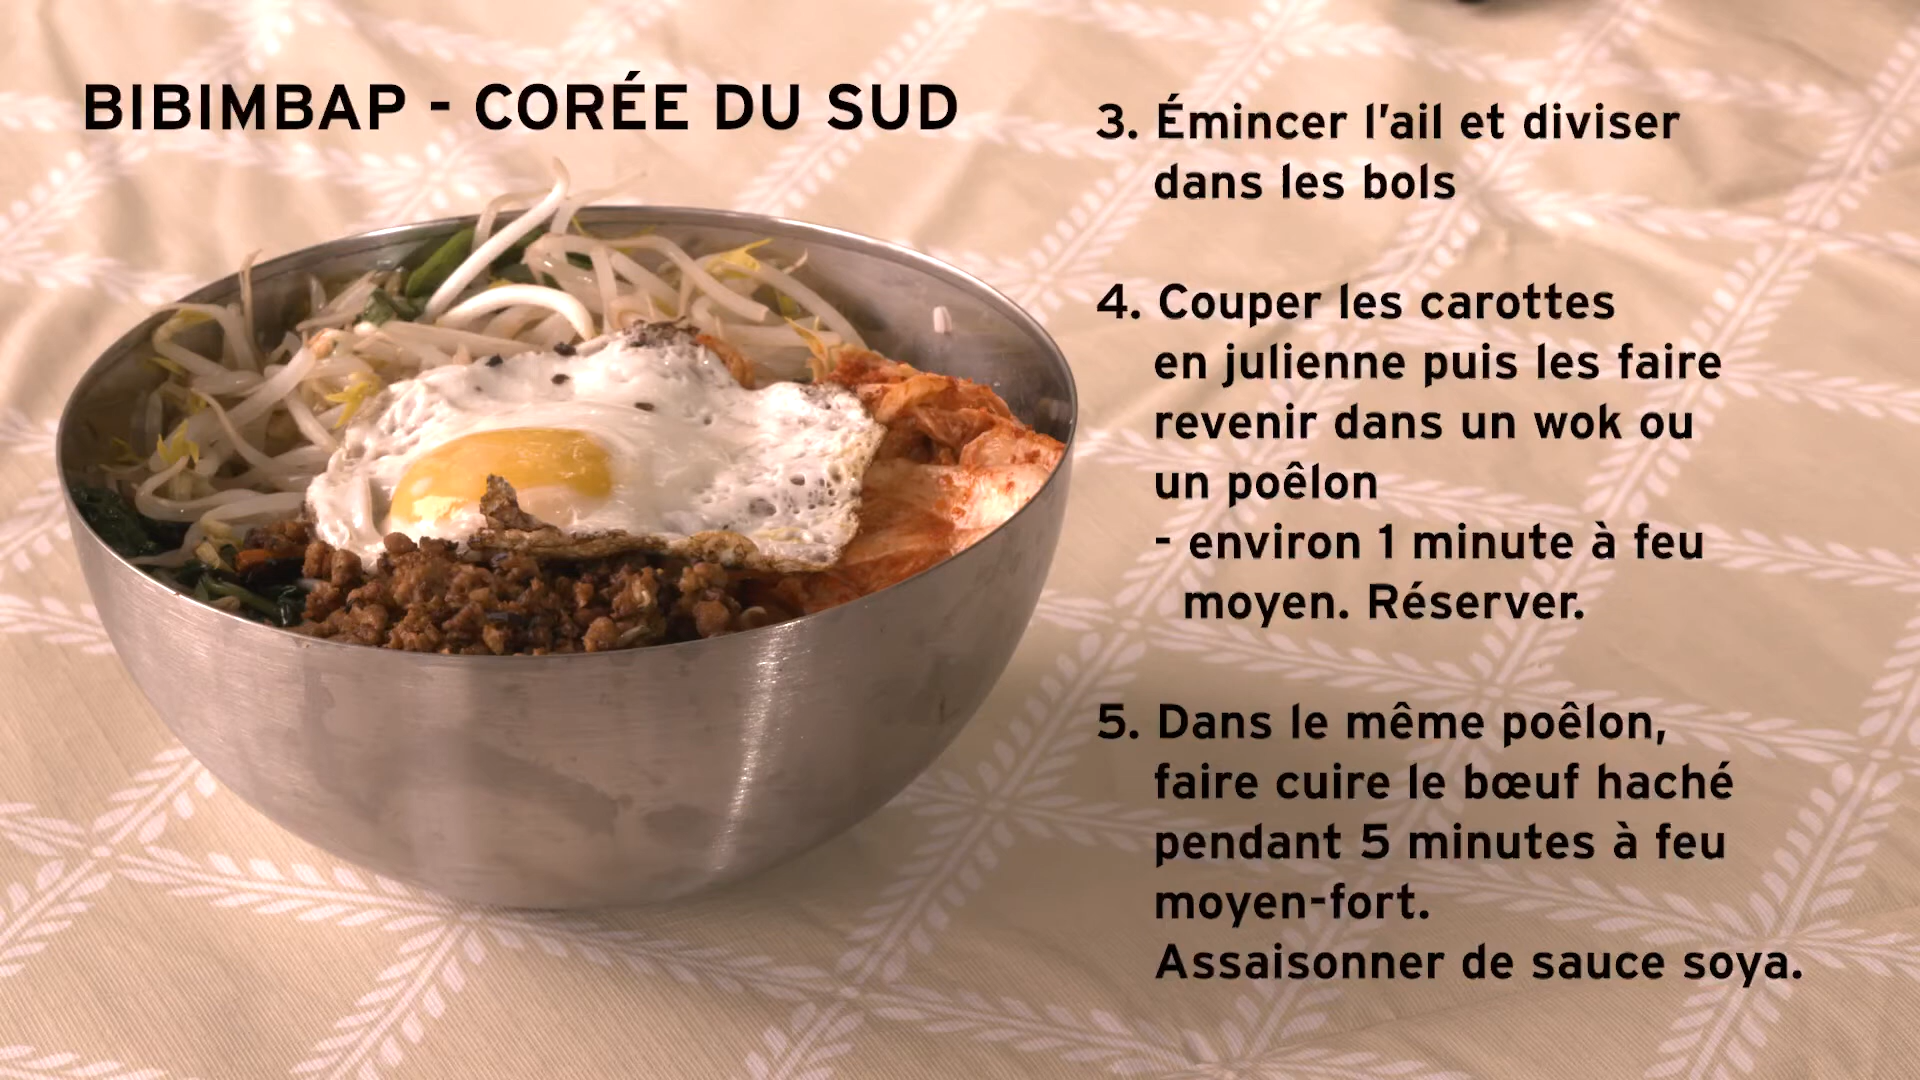 BIBIMBAP - CORÉE DU SUD
3. Émincer l'ail et diviser
dans les bols
4. Couper les carottes
en julienne puis les faire
revenir dans un wok ou
un poêlon
- environ 1 minute à feu
moyen. Réserver.
5. Dans le même poêlon,
faire cuire le bœuf haché
pendant 5 minutes à feu
moyen-fort.
Assaisonner de sauce soya.